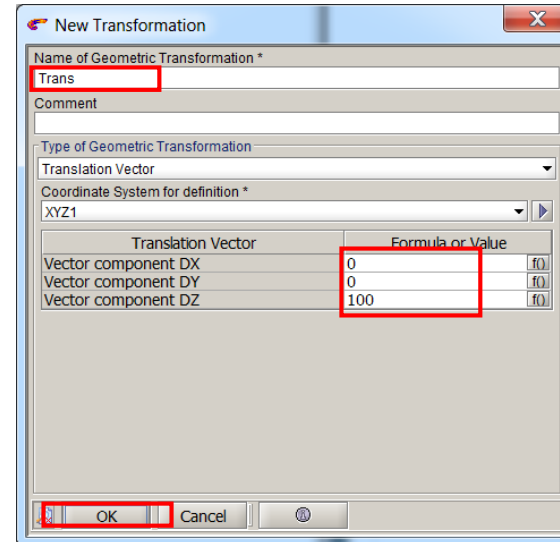 New Transformation
Name of Geometric Transformation *
Trans
Comment
Type of Geometric Transformation
Translation Vector
Coordinate System for definition *
XYZ1
Translation Vector Formula or Value
Vector component DX 0 f()
Vector component DY 0 f()
Vector component DZ 100 f()
OK Cancel